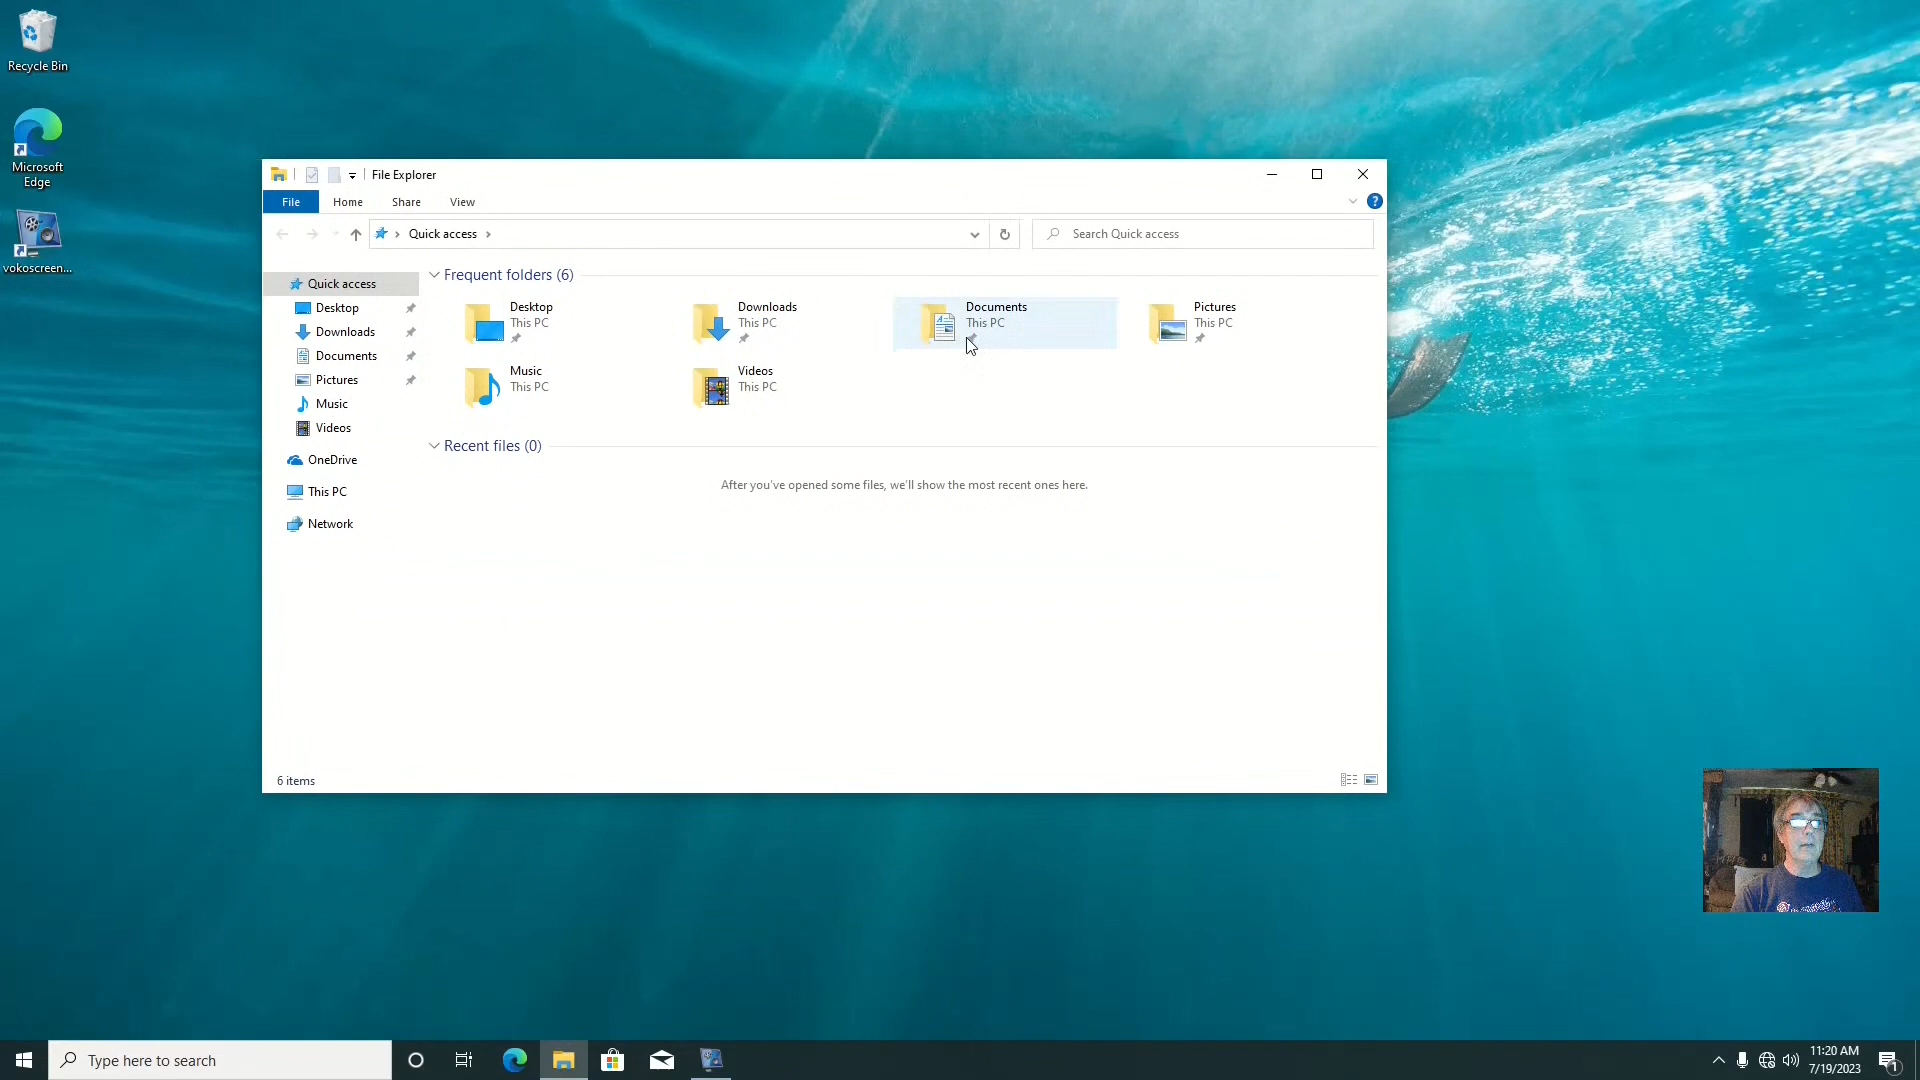 Recycle Bin
Microsoft
Edge
vokoscreen...
File Explorer
File
Home
Share
View
?
Quick access
Search Quick access
Quick access
Desktop
Downloads
Documents
Pictures
Music
Videos
OneDrive
This PC
Network
Frequent folders (6)
Desktop
This PC
Downloads
This PC
Documents
This PC
Pictures
This PC
Music
This PC
Videos
This PC
Recent files (0)
After you've opened some files, we'll show the most recent ones here.
6 items
Type here to search
11:20 AM
7/19/2023
1